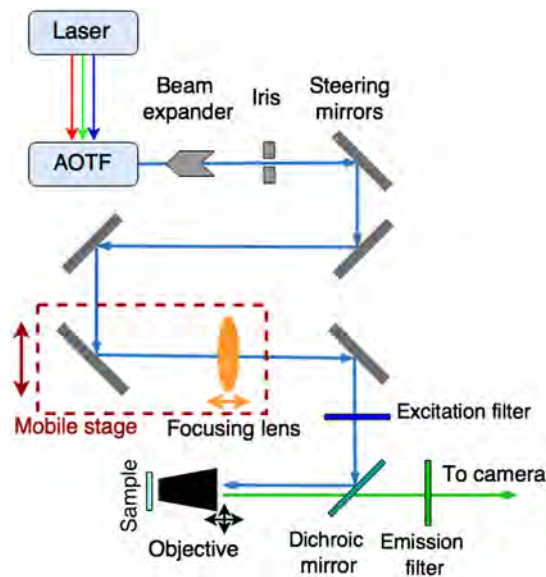 Laser
AOTF
Beam
expander
Iris
Steering
mirrors
Mobile stage
Focusing lens
Excitation filter
Sample
Objective
Dichroic
mirror
To camera
Emission
filter